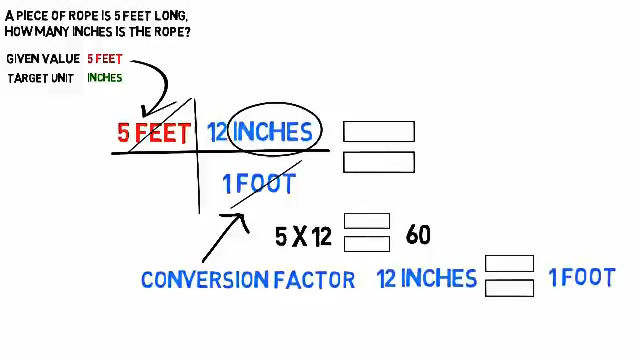 A PIECE OF ROPE IS 5 FEET LONG,
HOW MANY INCHES IS THE ROPE?
GIVEN VALUE 5 FEET
TARGET UNIT INCHES
5 FEET 12 INCHES
1 FOOT
5 X 12 = 60
CONVERSION FACTOR 12 INCHES = 1 FOOT